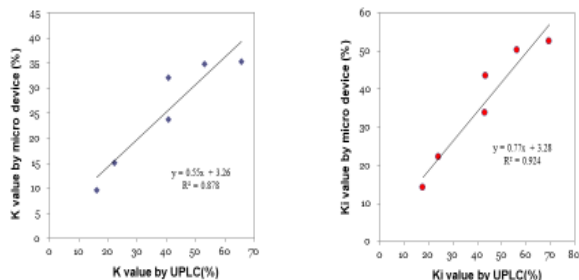 45
40
35
30
25
20
15
10
5
0
0 10 20 30 40 50 60 70
K value by micro device (%)
K value by UPLC(%)
y = 0.55x + 3.26
R² = 0.878
60
50
40
30
20
10
0
0 10 20 30 40 50 60 70 80
Ki value by micro device (%)
Ki value by UPLC(%)
y = 0.77x + 3.28
R² = 0.924